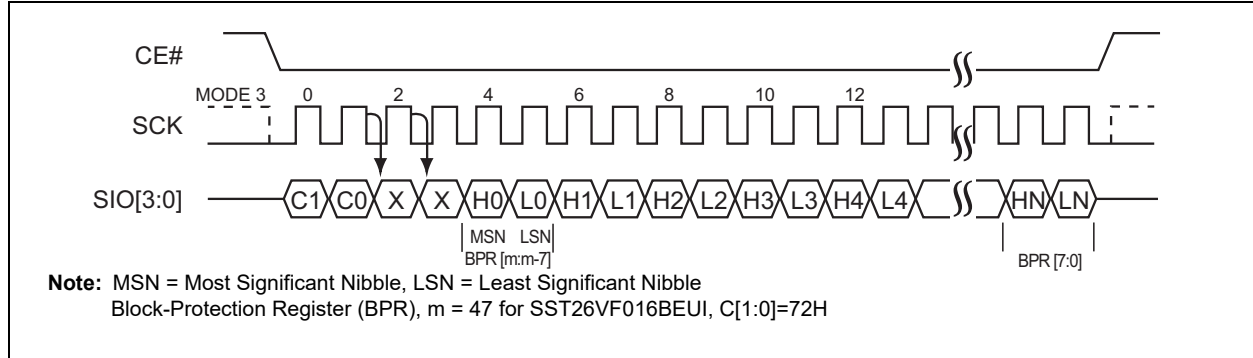 CE#
MODE 3 0 2 4 6 8 10 12
SCK
SIO[3:0] C1 C0 X X H0 L0 H1 L1 H2 L2 H3 L3 H4 L4 HN LN
MSN LSN
BPR [m:m-7] BPR [7:0]
Note: MSN = Most Significant Nibble, LSN = Least Significant Nibble
Block-Protection Register (BPR), m = 47 for SST26VF016BEUI, C[1:0]=72H